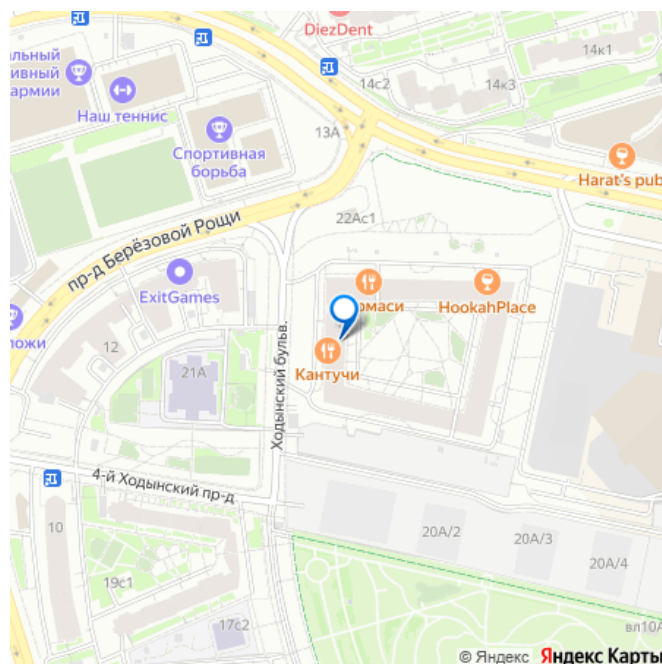 DiezDent
14к1
14с2
14к3
альный
ивный
армии
Наш теннис
13А
Спортивная
борьба
Harat's pub
22Ас1
пр-д Берёзовой Рощи
ExitGames
омаси
HookahPlace
ложи
12
21А
Кантучи
Ходынский бульв.
4-й Ходынский пр-д
10
20А/2
20А/3
20А/4
19с1
17с2
вл10А
© Яндекс Яндекс Карты